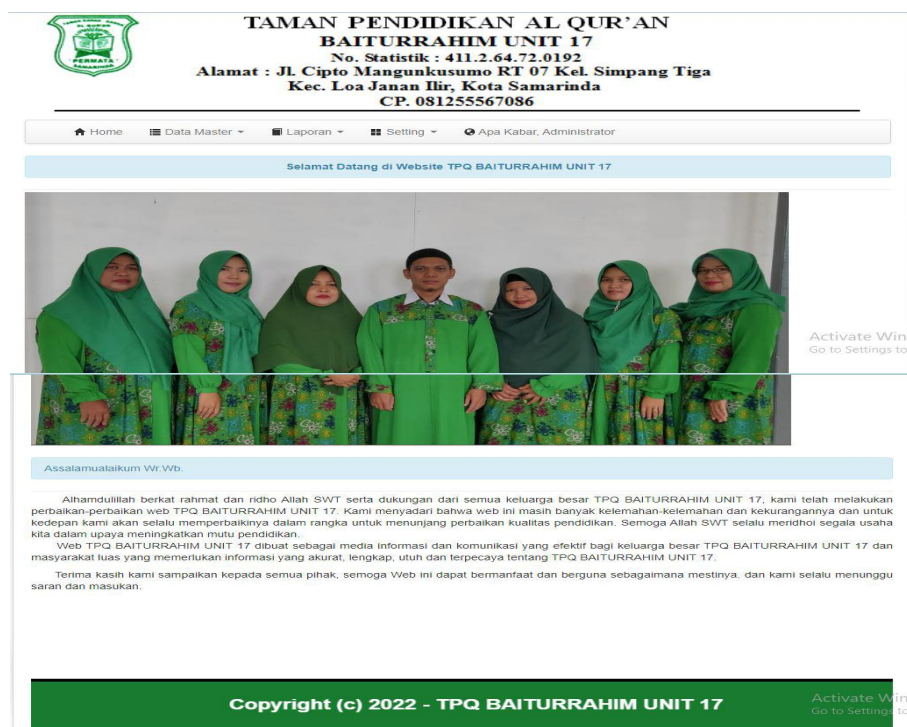 TAMAN PENDIDIKAN AL QUR'AN
BAITURRAHIM UNIT 17
No. Statistik : 411.2.64.72.0192
Alamat : Jl. Cipto Mangunkusumo RT 07 Kel. Simpang Tiga
Kec. Loa Janan Ilir, Kota Samarinda
CP. 081255567086
PERMATA
SAMARINDA
Home Data Master Laporan Setting Apa Kabar, Administrator
Selamat Datang di Website TPQ BAITURRAHIM UNIT 17
Activate Win
Go to Settings to
Assalamualaikum Wr.Wb.
Alhamdulillah berkat rahmat dan ridho Allah SWT serta dukungan dari semua keluarga besar TPQ BAITURRAHIM UNIT 17, kami telah melakukan
perbaikan-perbaikan web TPQ BAITURRAHIM UNIT 17. Kami menyadari bahwa web ini masih banyak kelemahan-kelemahan dan kekurangannya dan untuk
kedepan kami akan selalu memperbaikinya dalam rangka untuk menunjang perbaikan kualitas pendidikan. Semoga Allah SWT selalu meridhoi segala usaha
kita dalam upaya meningkatkan mutu pendidikan.
Web TPQ BAITURRAHIM UNIT 17 dibuat sebagai media informasi dan komunikasi yang efektif bagi keluarga besar TPQ BAITURRAHIM UNIT 17 dan
masyarakat luas yang memerlukan informasi yang akurat, lengkap, utuh dan terpecaya tentang TPQ BAITURRAHIM UNIT 17.
Terima kasih kami sampaikan kepada semua pihak, semoga Web ini dapat bermanfaat dan berguna sebagaimana mestinya. dan kami selalu menunggu
saran dan masukan.
Copyright (c) 2022 - TPQ BAITURRAHIM UNIT 17
Activate Win
Go to Settings to